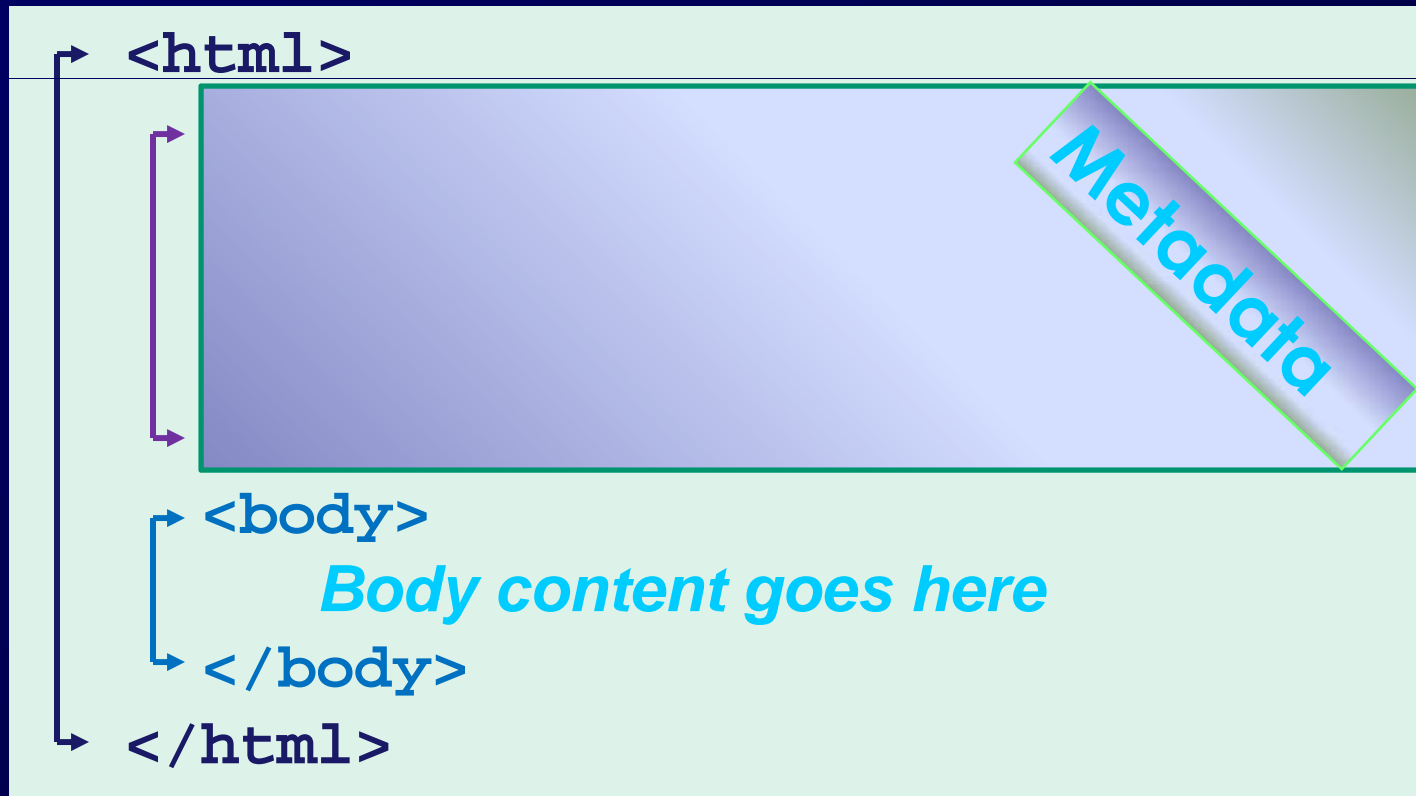 <html>
Metadata
<body>
Body content goes here
</body>
</html>